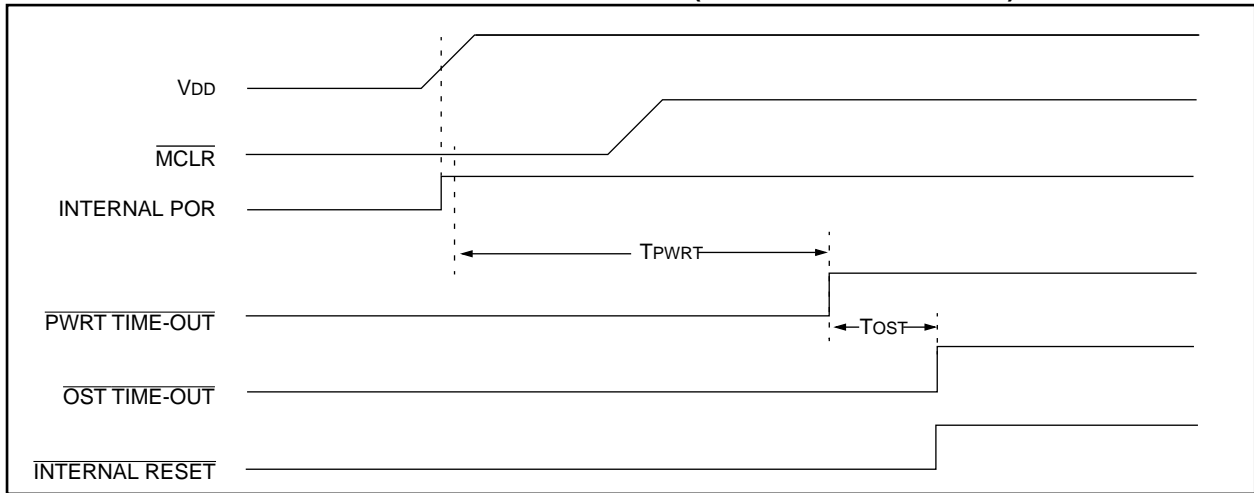 VDD
MCLR
INTERNAL POR
TPWRT
PWRT TIME-OUT
TOST
OST TIME-OUT
INTERNAL RESET